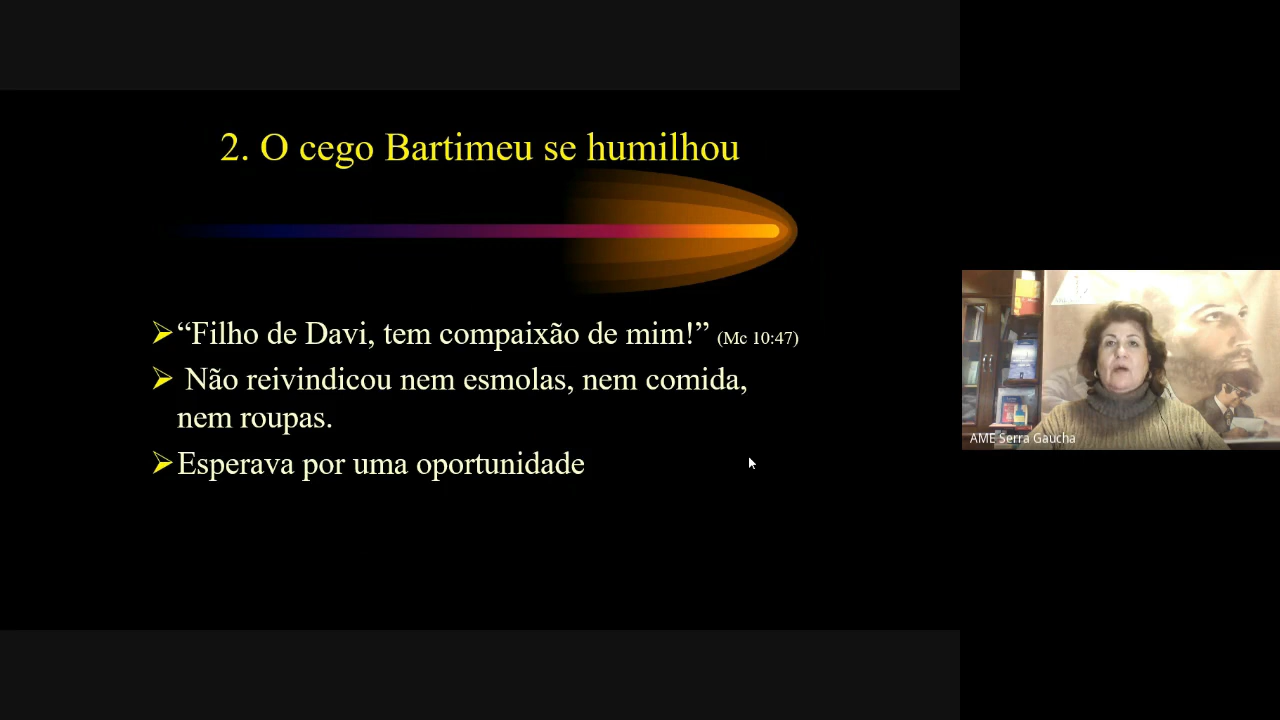 2. O cego Bartimeu se humilhou
“Filho de Davi, tem compaixão de mim!” (Mc 10:47)
Não reivindicou nem esmolas, nem comida,
nem roupas.
Esperava por uma oportunidade
AME Serra Gaucha